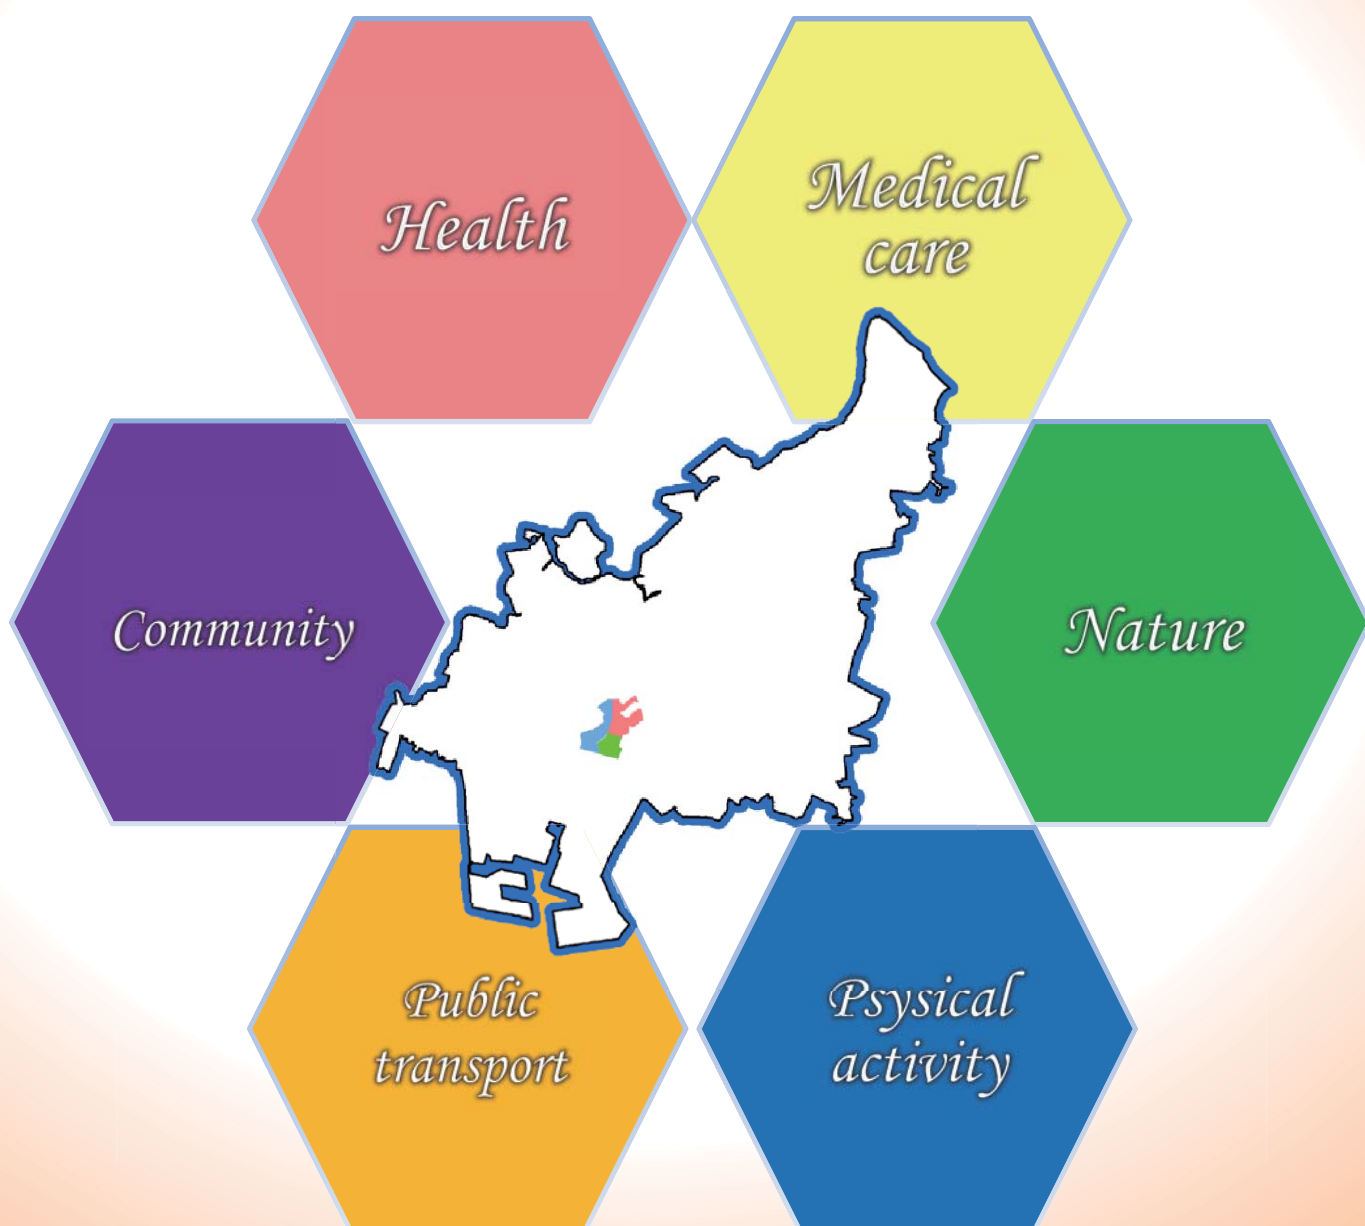 Health
Medical
care
Community
Nature
Public
transport
Psysical
activity